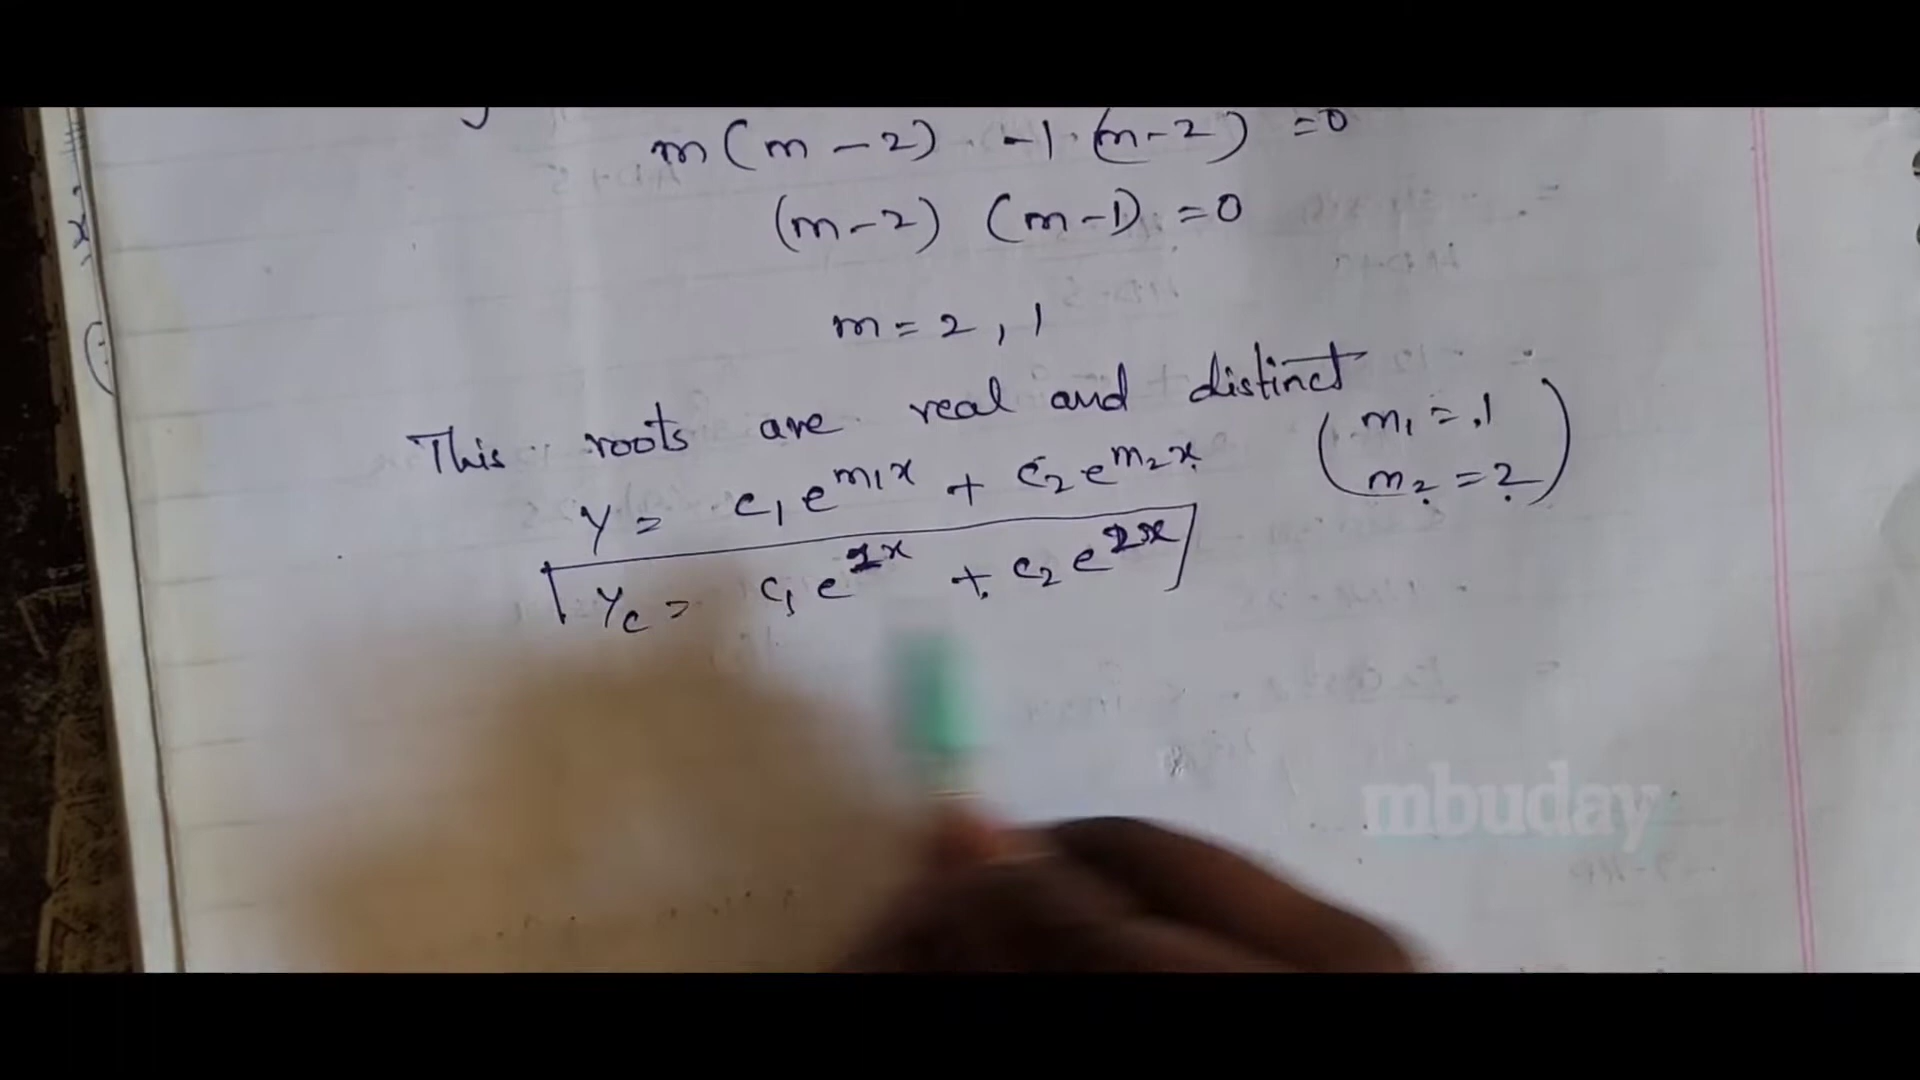 m(m-2) -1.(m-2) =0
(m-2) (m-1) =0
m = 2, 1
This roots are real and distinct
y = c₁e^m₁x + c₂e^m₂x
(m₁ = .1
m₂ = 2)
y_c = c₁e^1x + c₂e^2x
mbuday